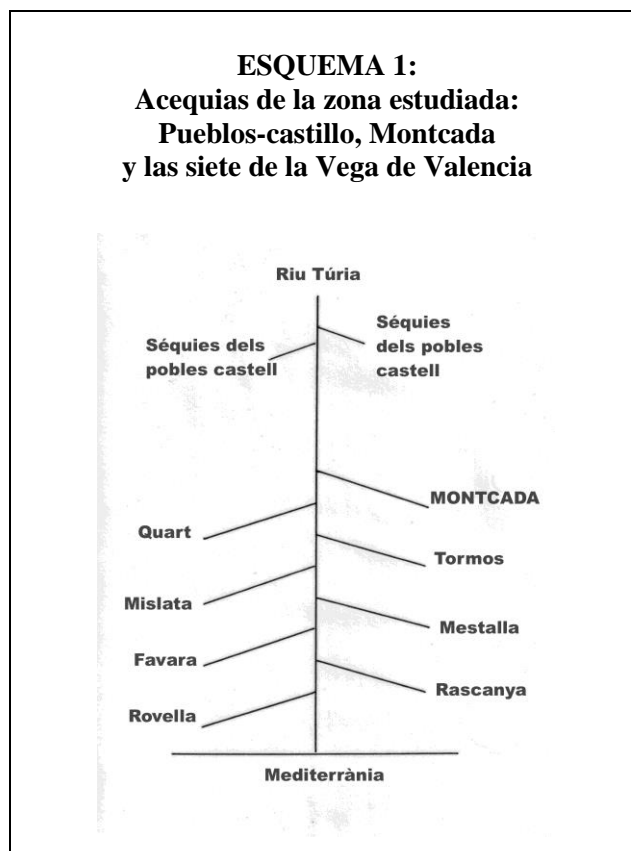 ESQUEMA 1:
Acequias de la zona estudiada:
Pueblos-castillo, Montcada
y las siete de la Vega de Valencia
Riu Túria
Séquies dels
pobles castell
Séquies
dels pobles
castell
MONTCADA
Quart
Tormos
Mislata
Mestalla
Favara
Rascanya
Rovella
Mediterrània